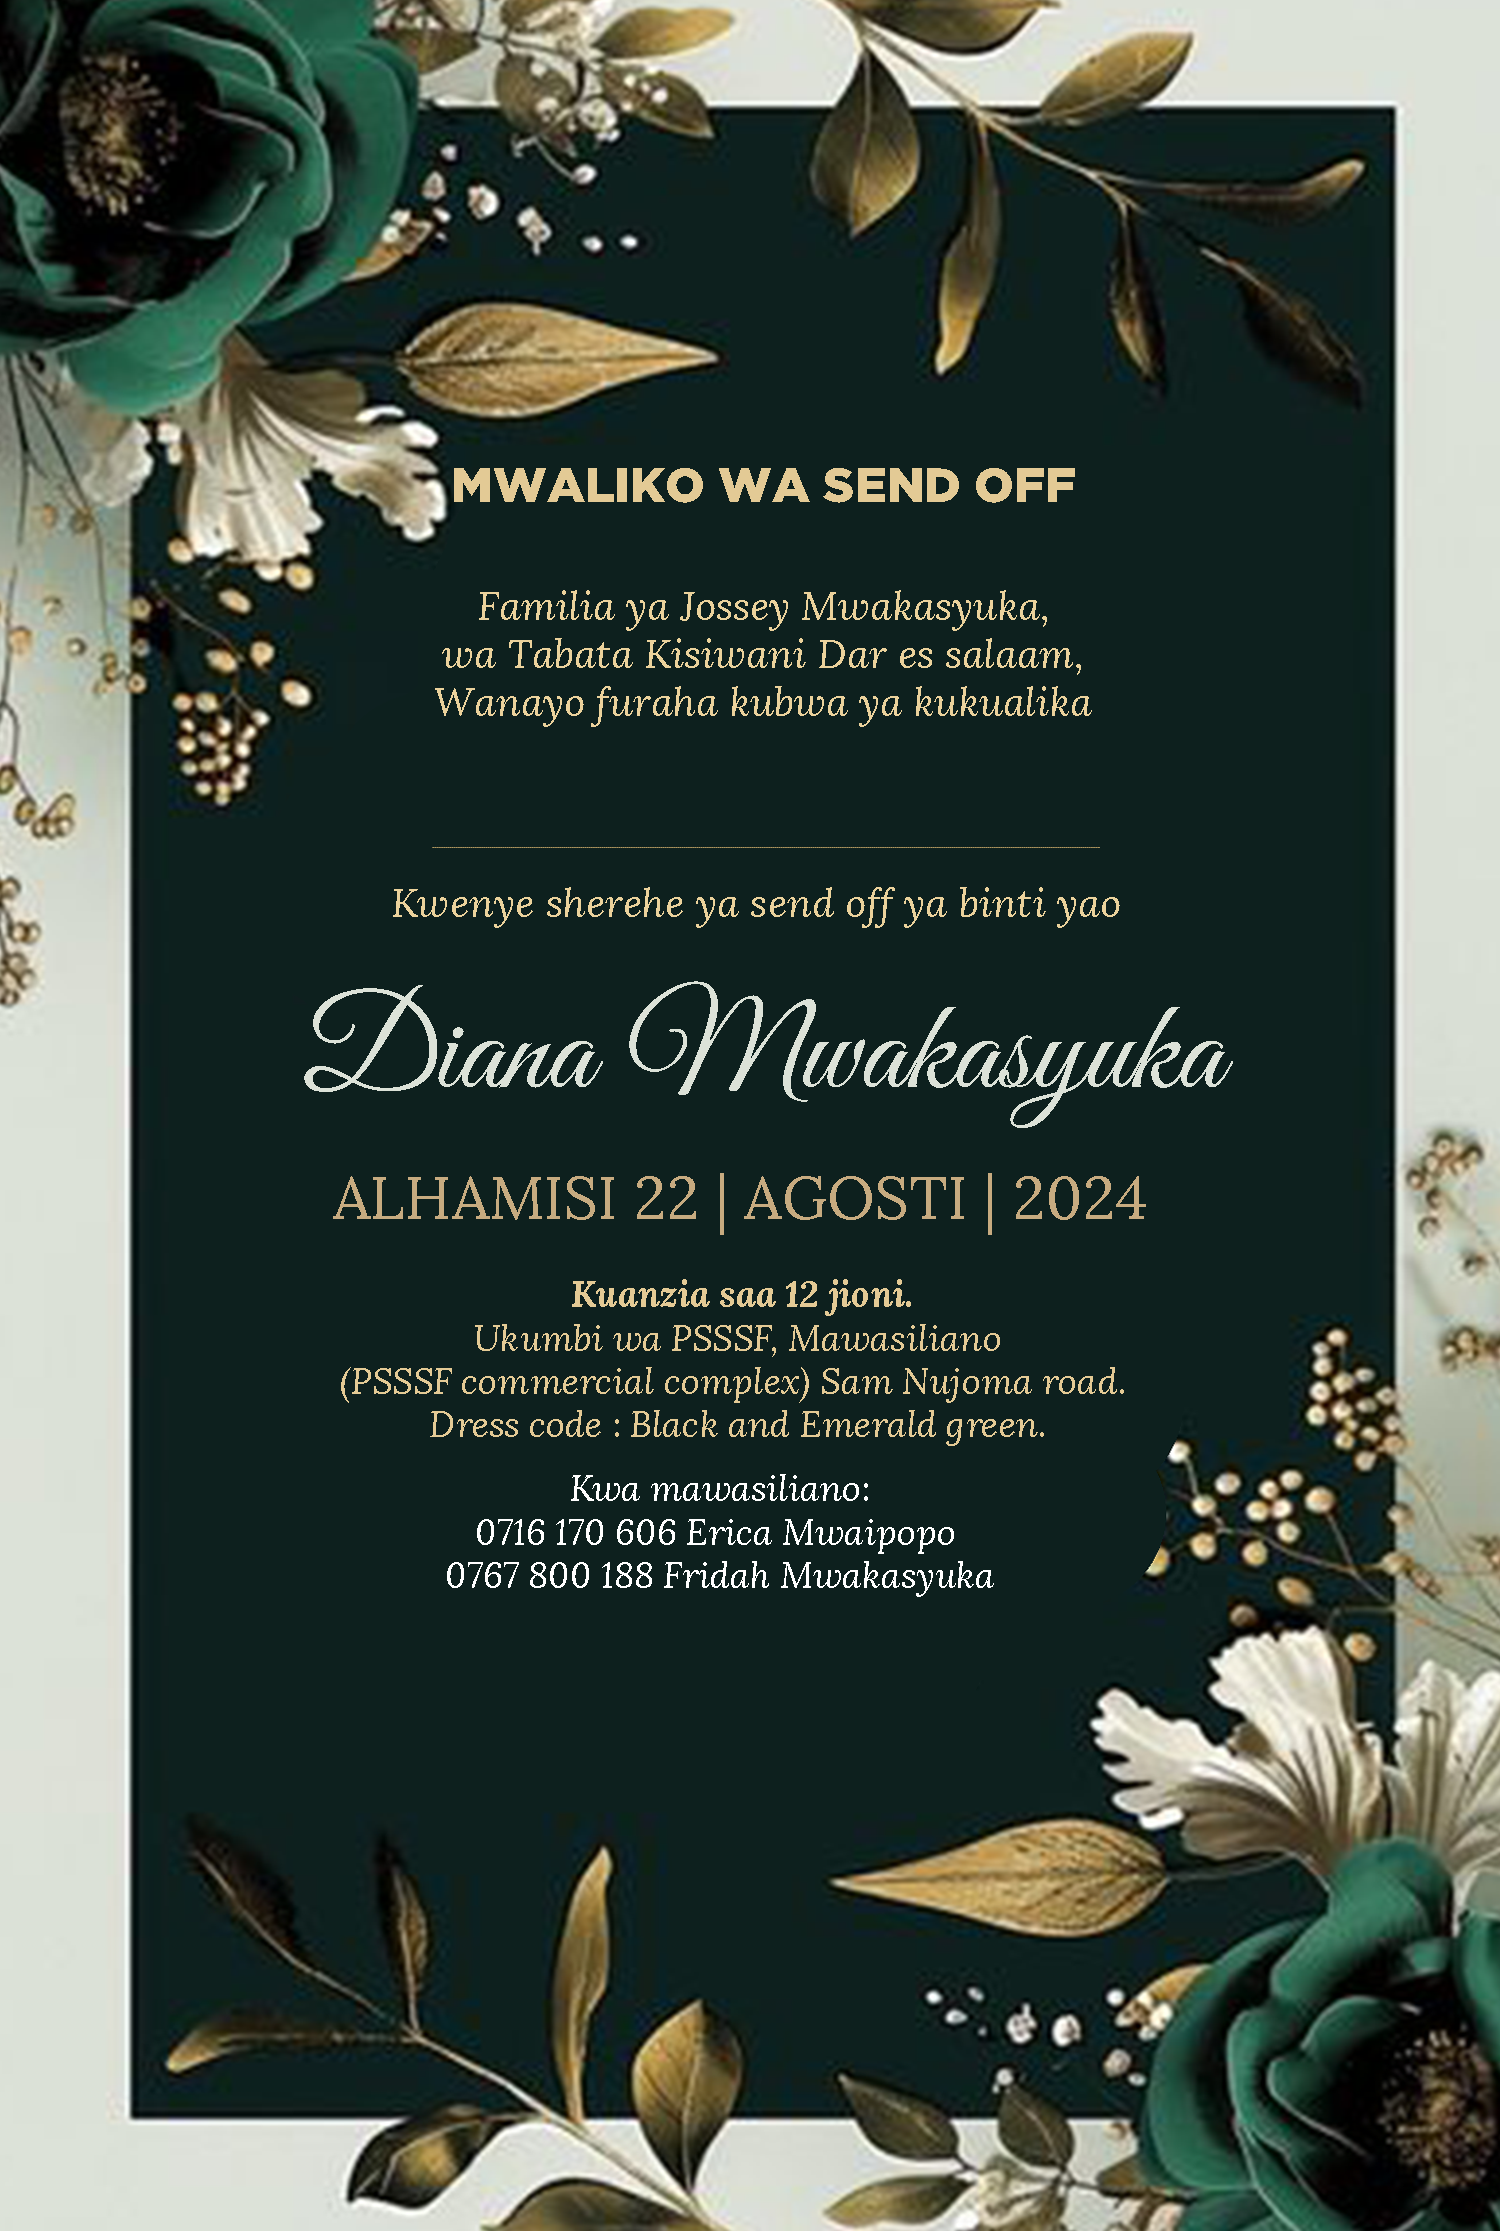 MWALIKO WA SEND OFF
Familia ya Jossey Mwakasyuka,
wa Tabata Kisiwani Dar es salaam,
Wanayo furaha kubwa ya kukualika
Kwenye sherehe ya send off ya binti yao
Diana Mwakasyuka
ALHAMISI 22 | AGOSTI | 2024
Kuanzia saa 12 jioni.
Ukumbi wa PSSSF, Mawasiliano
(PSSSF commercial complex) Sam Nujoma road.
Dress code : Black and Emerald green.
Kwa mawasiliano:
0716 170 606 Erica Mwaipopo
0767 800 188 Fridah Mwakasyuka